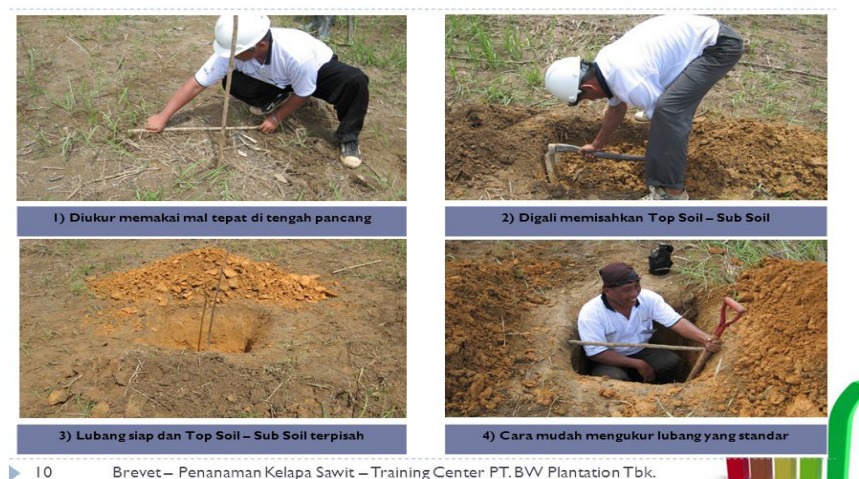 1) Diukur memakai mal tepat di tengah pancang
2) Digali memisahkan Top Soil – Sub Soil
3) Lubang siap dan Top Soil – Sub Soil terpisah
4) Cara mudah mengukur lubang yang standar
10 Brevet – Penanaman Kelapa Sawit – Training Center PT. BW Plantation Tbk.